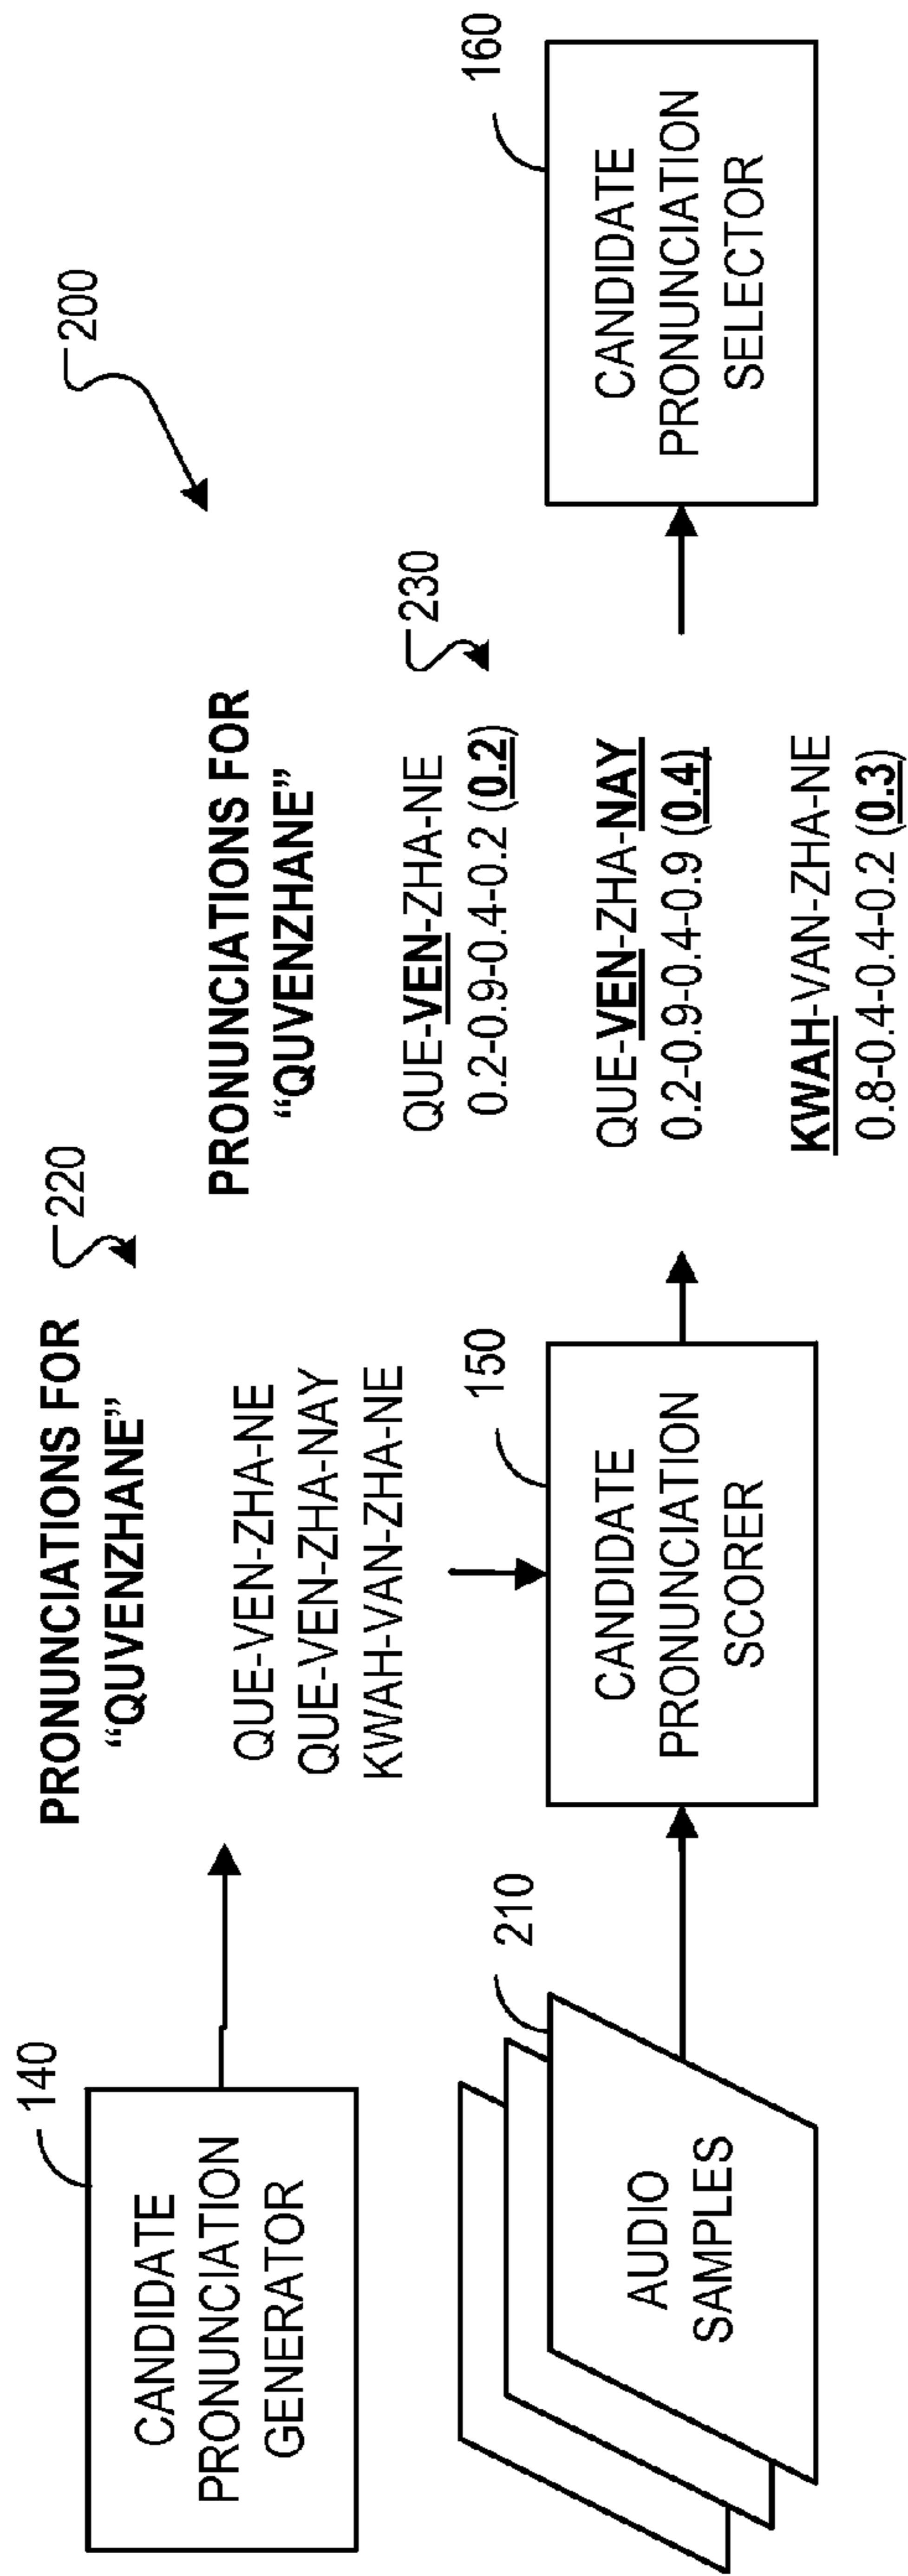 200
140
CANDIDATE
PRONUNCIATION
GENERATOR
PRONUNCIATIONS FOR
“QUVENZHANE”
220
QUE-VEN-ZHA-NE
QUE-VEN-ZHA-NAY
KWAH-VAN-ZHA-NE
210
AUDIO
SAMPLES
150
CANDIDATE
PRONUNCIATION
SCORER
PRONUNCIATIONS FOR
“QUVENZHANE”
230
QUE-VEN-ZHA-NE
0.2-0.9-0.4-0.2 (0.2)
QUE-VEN-ZHA-NAY
0.2-0.9-0.4-0.9 (0.4)
KWAH-VAN-ZHA-NE
0.8-0.4-0.4-0.2 (0.3)
160
CANDIDATE
PRONUNCIATION
SELECTOR